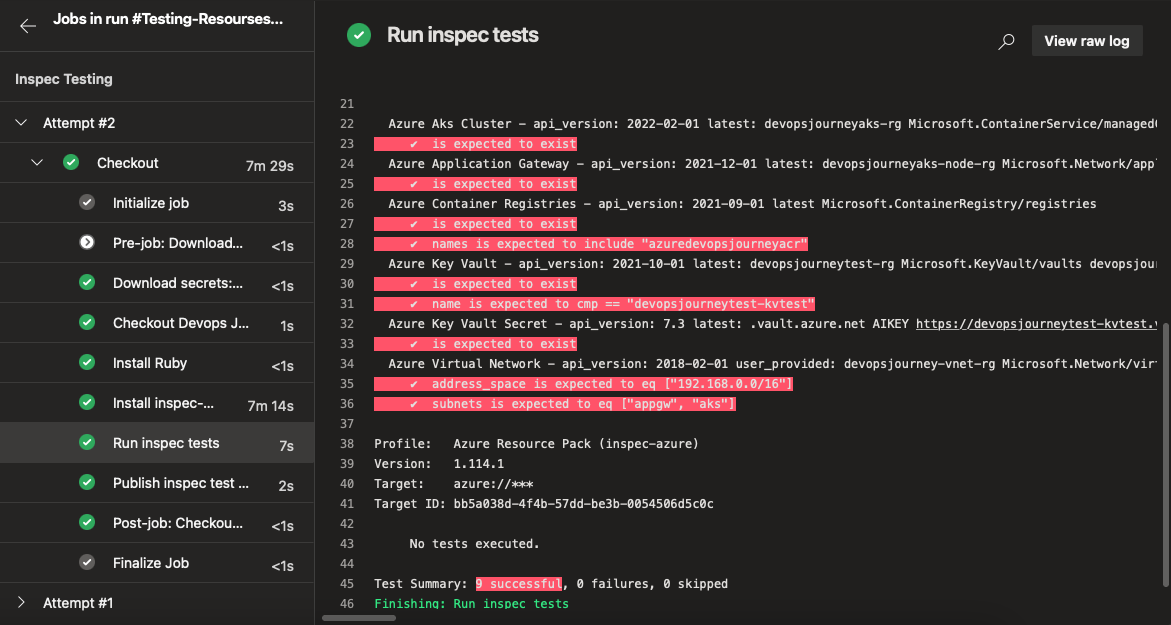 Jobs in run #Testing-Resourses...
Inspec Testing
Attempt #2
Checkout 7m 29s
Initialize job 3s
Pre-job: Download... <1s
Download secrets:... <1s
Checkout Devops J... 1s
Install Ruby <1s
Install inspec-... 7m 14s
Run inspec tests 7s
Publish inspec test ... 2s
Post-job: Checkou... <1s
Finalize Job <1s
Attempt #1
Run inspec tests
View raw log
21
22 Azure Aks Cluster - api_version: 2022-02-01 latest: devopsjourneyaks-rg Microsoft.ContainerService/managedC
23 ✔ is expected to exist
24 Azure Application Gateway - api_version: 2021-12-01 latest: devopsjourneyaks-node-rg Microsoft.Network/appl
25 ✔ is expected to exist
26 Azure Container Registries - api_version: 2021-09-01 latest Microsoft.ContainerRegistry/registries
27 ✔ is expected to exist
28 ✔ names is expected to include "azuredevopsjourneyacr"
29 Azure Key Vault - api_version: 2021-10-01 latest: devopsjourneytest-rg Microsoft.KeyVault/vaults devopsjour
30 ✔ is expected to exist
31 ✔ name is expected to cmp == "devopsjourneytest-kvtest"
32 Azure Key Vault Secret - api_version: 7.3 latest: .vault.azure.net AIKEY https://devopsjourneytest-kvtest.v
33 ✔ is expected to exist
34 Azure Virtual Network - api_version: 2018-02-01 user_provided: devopsjourney-vnet-rg Microsoft.Network/virt
35 ✔ address_space is expected to eq ["192.168.0.0/16"]
36 ✔ subnets is expected to eq ["appgw", "aks"]
37
38 Profile: Azure Resource Pack (inspec-azure)
39 Version: 1.114.1
40 Target: azure://***
41 Target ID: bb5a038d-4f4b-57dd-be3b-0054506d5c0c
42
43 No tests executed.
44
45 Test Summary: 9 successful, 0 failures, 0 skipped
46 Finishing: Run inspec tests